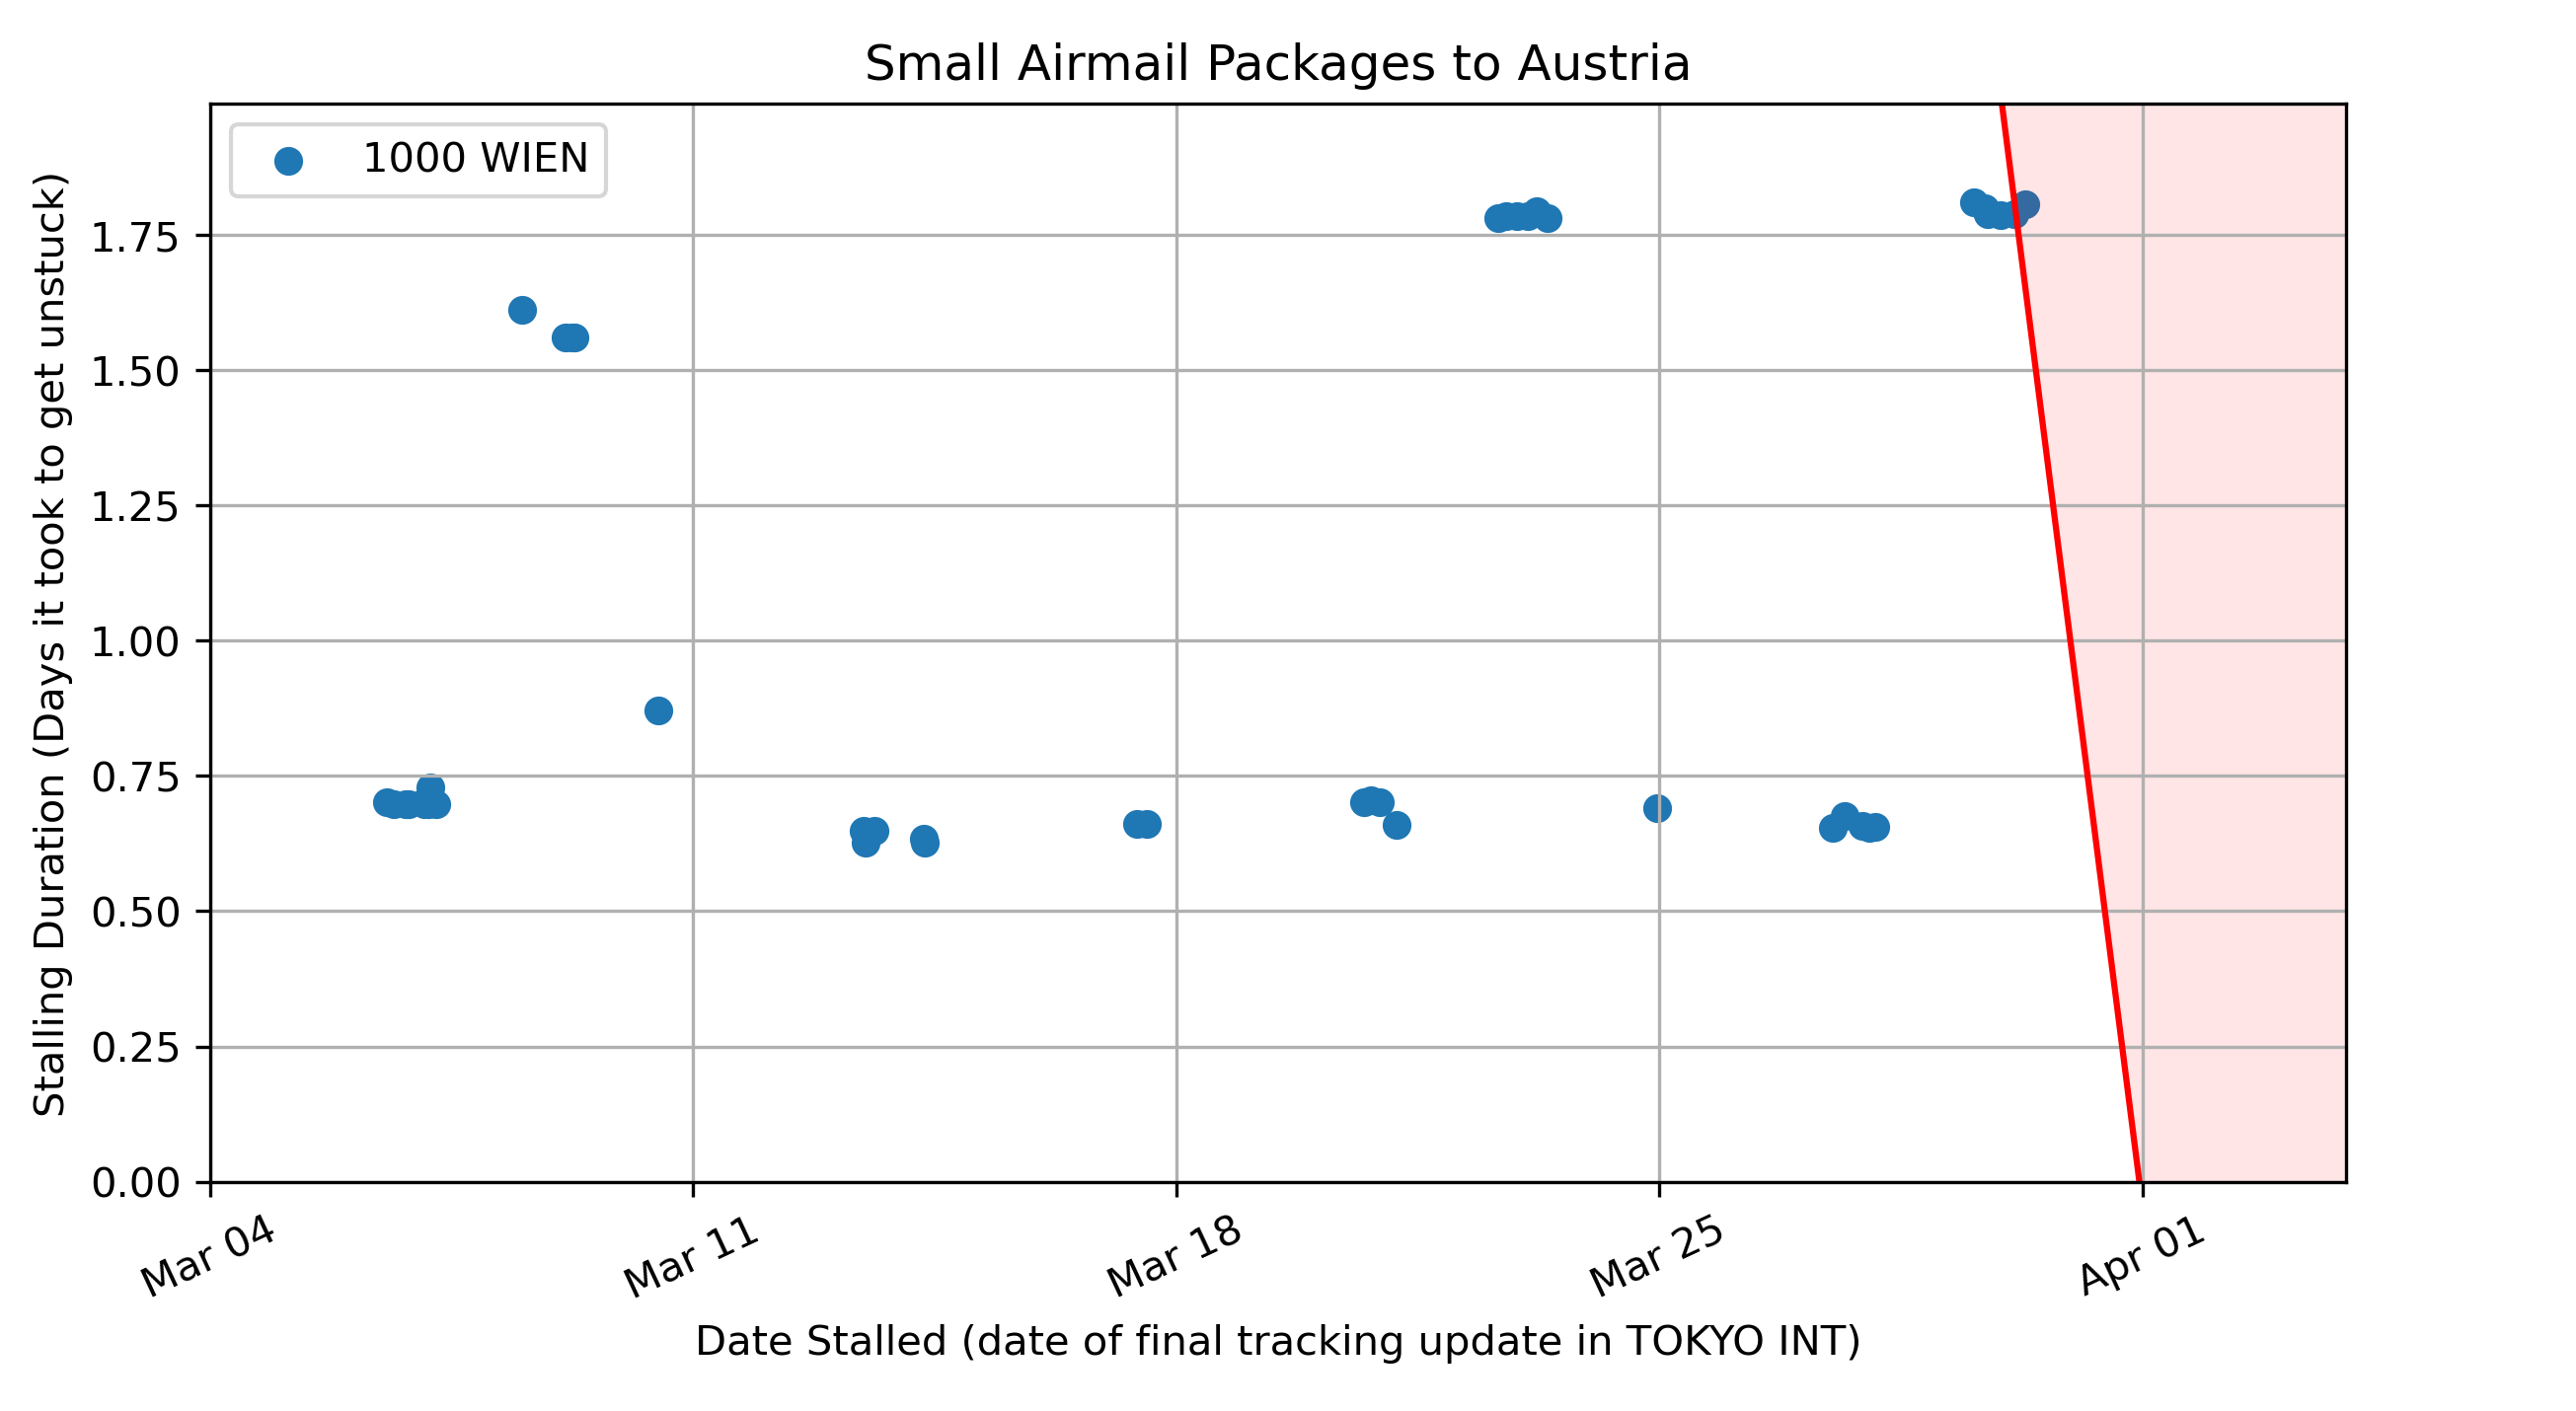 Small Airmail Packages to Austria
1000 WIEN
Stalling Duration (Days it took to get unstuck)
1.75
1.50
1.25
1.00
0.75
0.50
0.25
0.00
Mar 04
Mar 11
Mar 18
Mar 25
Apr 01
Date Stalled (date of final tracking update in TOKYO INT)